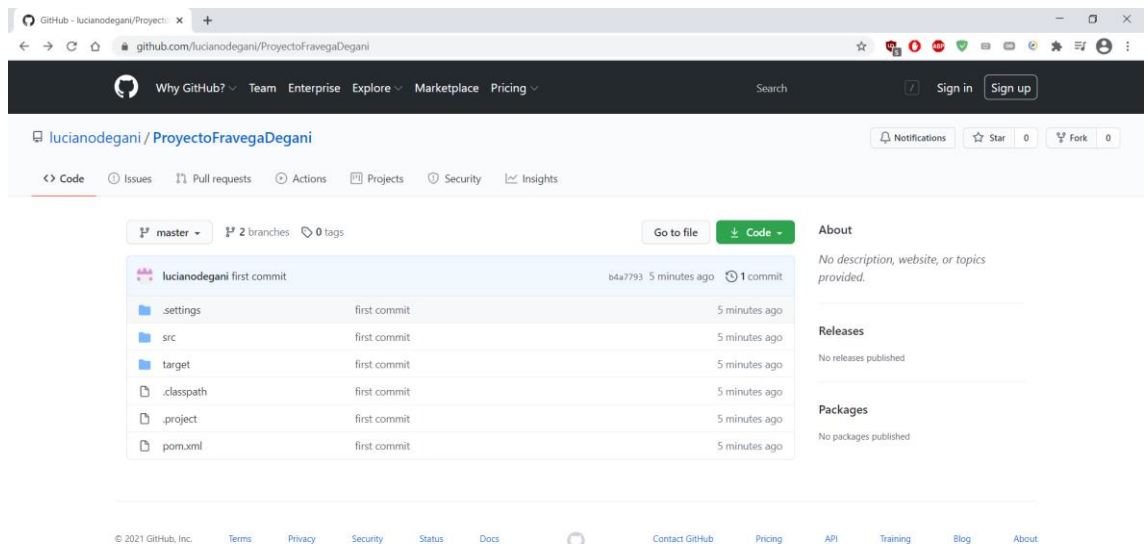 GitHub - lucianodegani/Proyecto
github.com/lucianodegani/ProyectoFravegaDegani
5
ABP
Why GitHub? Team Enterprise Explore Marketplace Pricing Search / Sign in Sign up
lucianodegani / ProyectoFravegaDegani Notifications Star 0 Fork 0
Code Issues Pull requests Actions Projects Security Insights
master 2 branches 0 tags Go to file Code
About
No description, website, or topics
provided.
lucianodegani first commit b4a7793 5 minutes ago 1 commit
.settings first commit 5 minutes ago
src first commit 5 minutes ago
target first commit 5 minutes ago
.classpath first commit 5 minutes ago
.project first commit 5 minutes ago
pom.xml first commit 5 minutes ago
Releases
No releases published
Packages
No packages published
© 2021 GitHub, Inc. Terms Privacy Security Status Docs Contact GitHub Pricing API Training Blog About